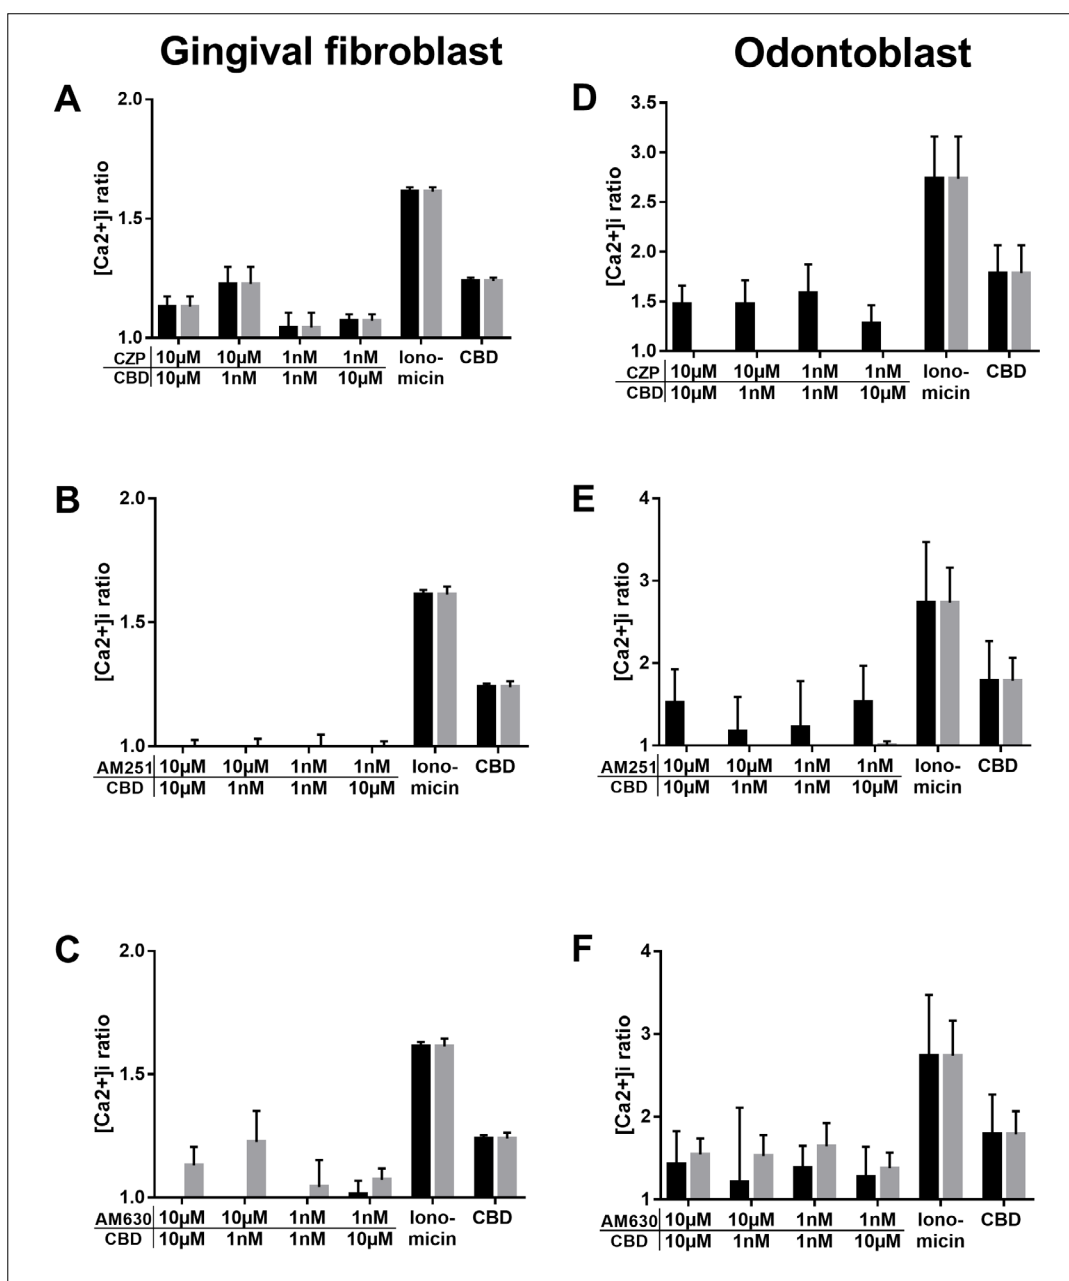 Gingival fibroblast
Odontoblast
A
2.0
1.5
1.0
[Ca2+]i ratio
CZP 10µM 10µM 1nM 1nM Iono- CBD
CBD 10µM 1nM 1nM 10µM micin
D
3.5
3.0
2.5
2.0
1.5
1.0
[Ca2+]i ratio
CZP 10µM 10µM 1nM 1nM Iono- CBD
CBD 10µM 1nM 1nM 10µM micin
B
2.0
1.5
1.0
[Ca2+]i ratio
AM251 10µM 10µM 1nM 1nM Iono- CBD
CBD 10µM 1nM 1nM 10µM micin
E
4
3
2
1
[Ca2+]i ratio
AM251 10µM 10µM 1nM 1nM Iono- CBD
CBD 10µM 1nM 1nM 10µM micin
C
2.0
1.5
1.0
[Ca2+]i ratio
AM630 10µM 10µM 1nM 1nM Iono- CBD
CBD 10µM 1nM 1nM 10µM micin
F
4
3
2
1
[Ca2+]i ratio
AM630 10µM 10µM 1nM 1nM Iono- CBD
CBD 10µM 1nM 1nM 10µM micin